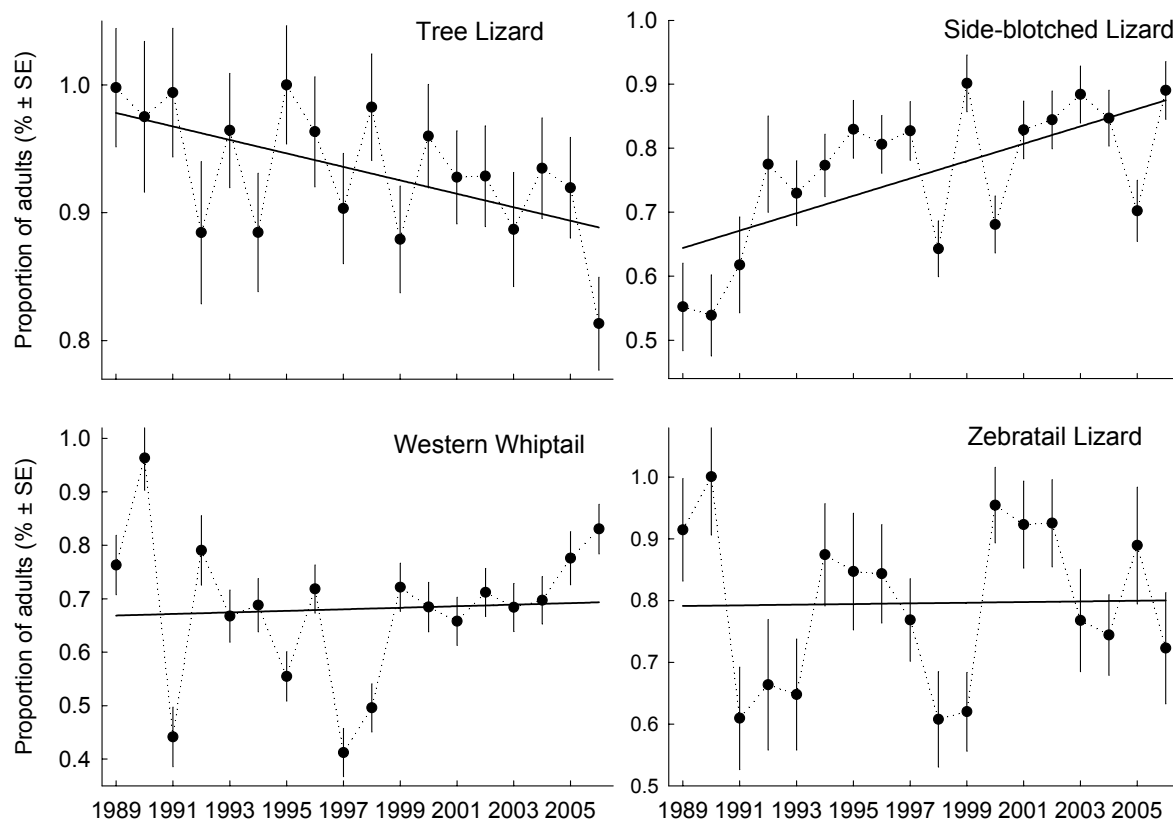 Tree Lizard
Proportion of adults (% ± SE)
1.0
0.9
0.8
Side-blotched Lizard
1.0
0.9
0.8
0.7
0.6
0.5
Western Whiptail
Proportion of adults (% ± SE)
1.0
0.9
0.8
0.7
0.6
0.5
0.4
1989 1991 1993 1995 1997 1999 2001 2003 2005
Zebratail Lizard
1.0
0.9
0.8
0.7
0.6
0.5
1989 1991 1993 1995 1997 1999 2001 2003 2005